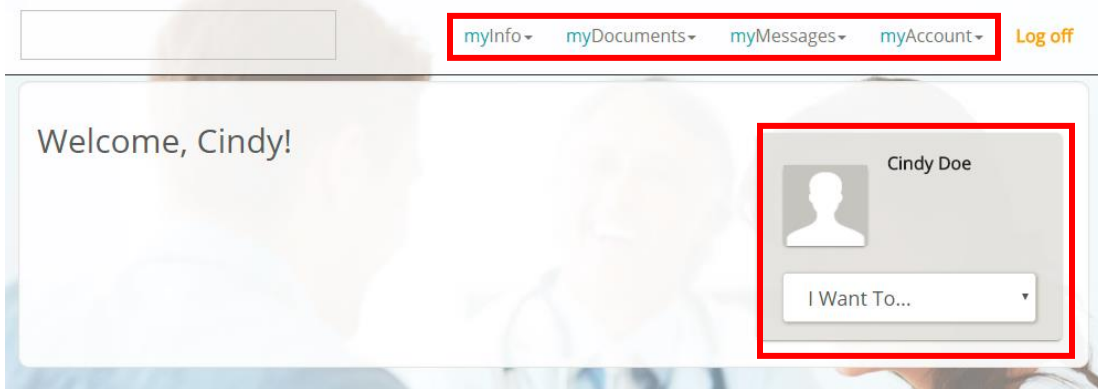 myInfo myDocuments myMessages myAccount Log off
Welcome, Cindy!
Cindy Doe
I Want To...